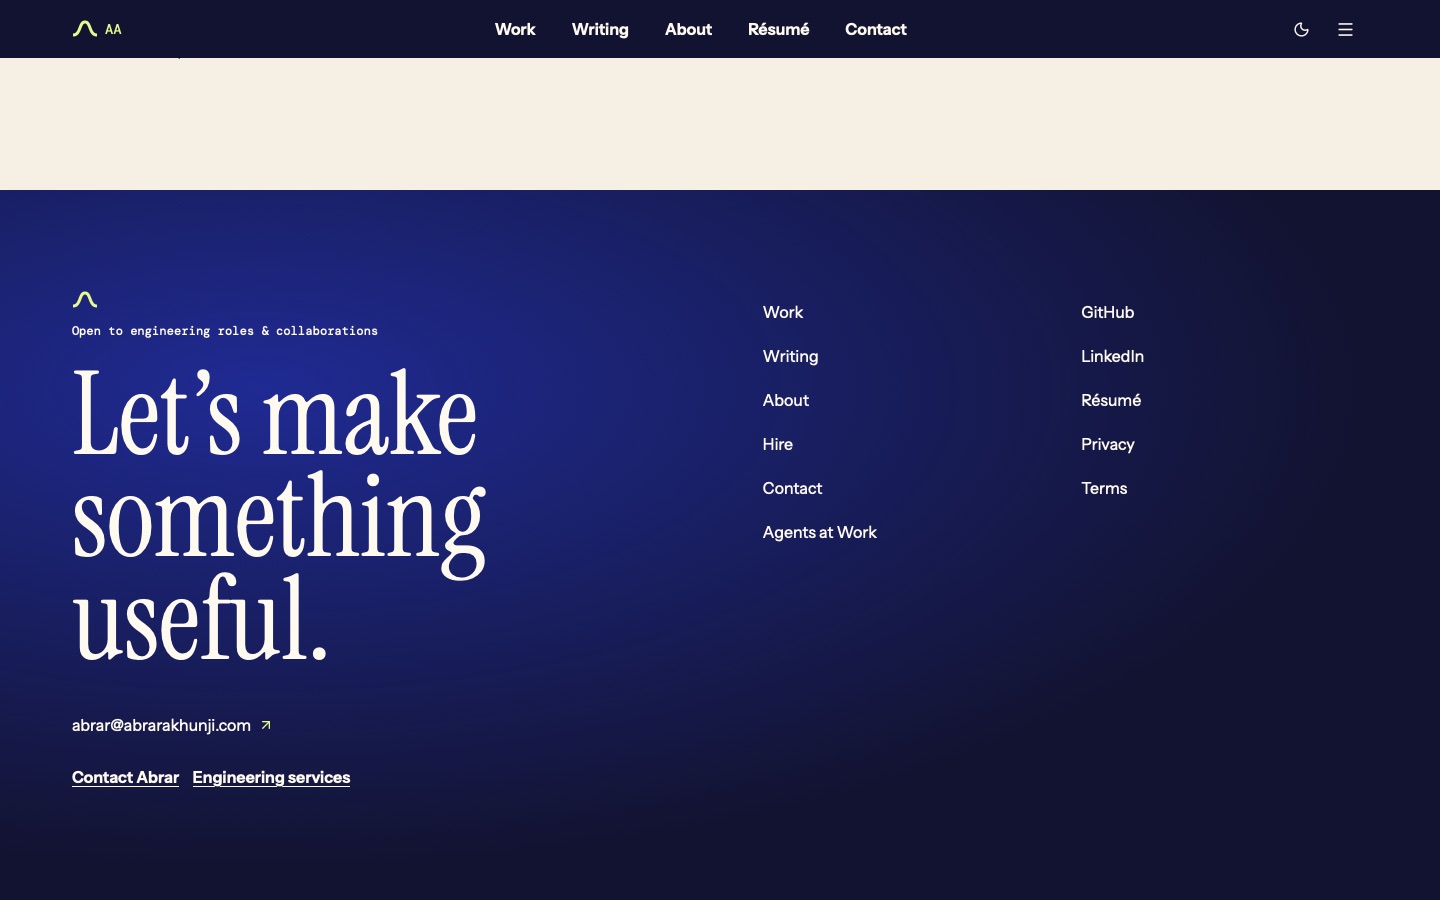 AA
Work
Writing
About
Résumé
Contact
Open to engineering roles & collaborations
Let’s make
something
useful.
abrar@abrarakhunji.com
Contact Abrar
Engineering services
Work
Writing
About
Hire
Contact
Agents at Work
GitHub
LinkedIn
Résumé
Privacy
Terms